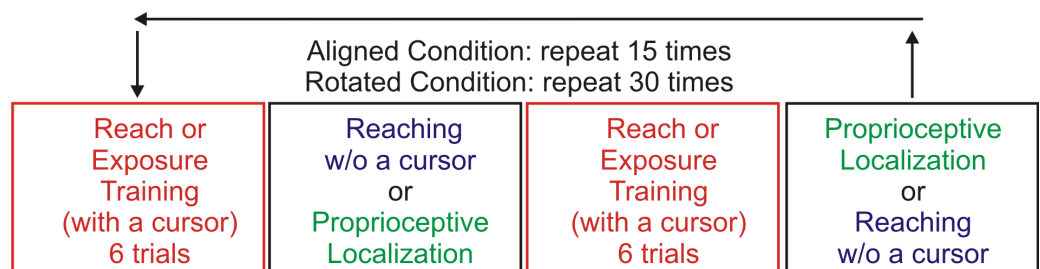 Aligned Condition: repeat 15 times
Rotated Condition: repeat 30 times
Reach or
Exposure
Training
(with a cursor)
6 trials
Reaching
w/o a cursor
or
Proprioceptive
Localization
Reach or
Exposure
Training
(with a cursor)
6 trials
Proprioceptive
Localization
or
Reaching
w/o a cursor